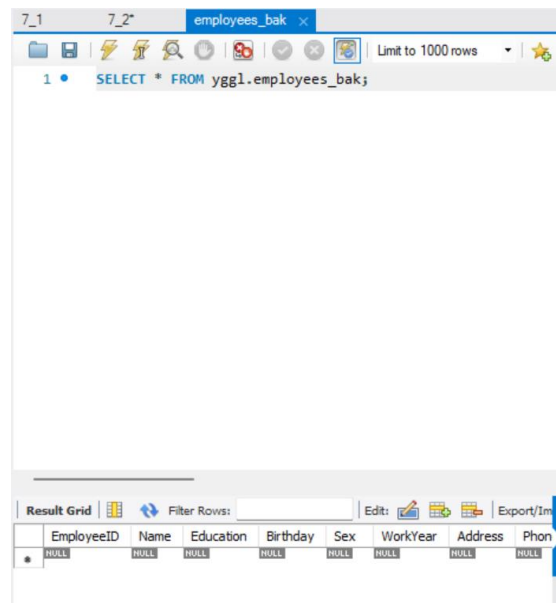 7_1 7_2* employees_bak ×
Limit to 1000 rows
1 SELECT * FROM yggl.employees_bak;
Result Grid Filter Rows: Edit: Export/Im
EmployeeID Name Education Birthday Sex WorkYear Address Phon
NULL NULL NULL NULL NULL NULL NULL NULL